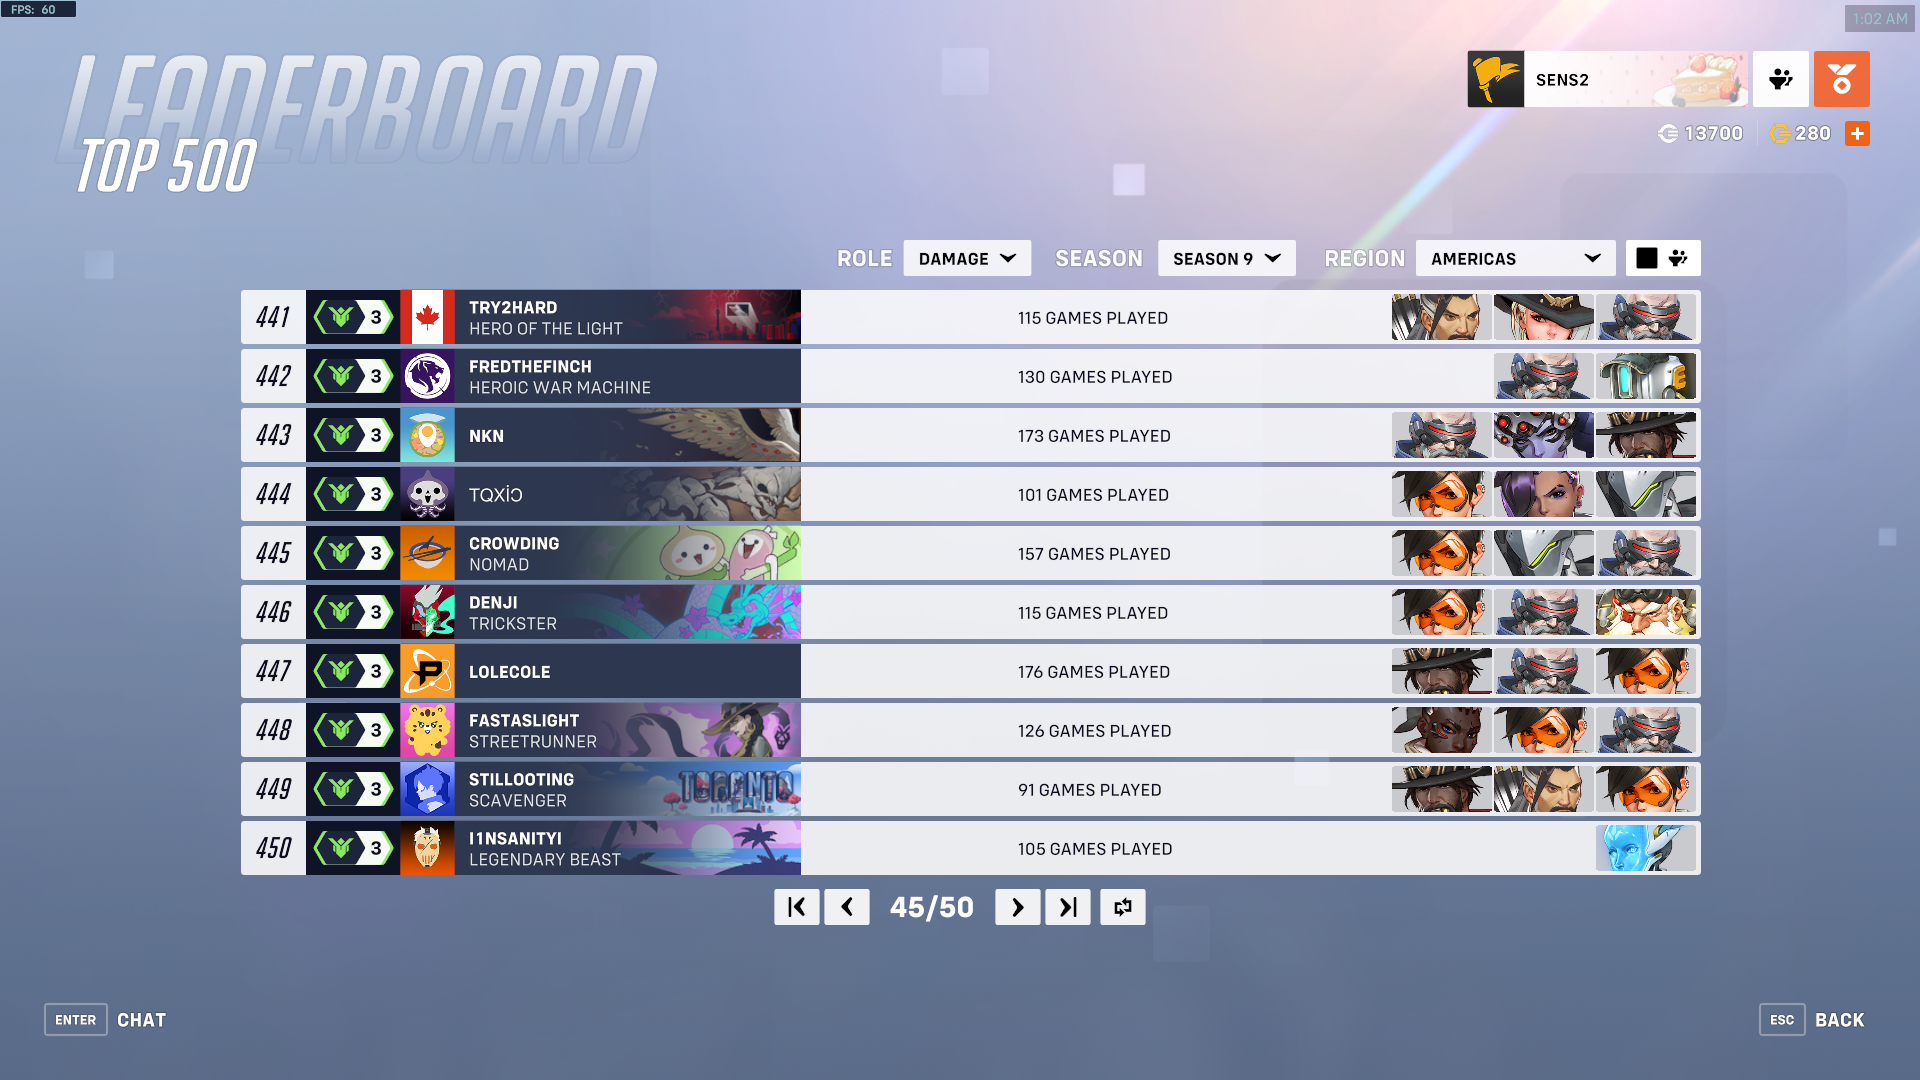 FPS: 60
1:02 AM
LEADERBOARD
TOP 500
SENS2
13700
280
ROLE DAMAGE SEASON SEASON 9 REGION AMERICAS
441 3 TRY2HARD 115 GAMES PLAYED
HERO OF THE LIGHT
442 3 FREDTHEFINCH 130 GAMES PLAYED
HEROIC WAR MACHINE
443 3 NKN 173 GAMES PLAYED
444 3 TQXİƆ 101 GAMES PLAYED
445 3 CROWDING 157 GAMES PLAYED
NOMAD
446 3 DENJI 115 GAMES PLAYED
TRICKSTER
447 3 LOLECOLE 176 GAMES PLAYED
448 3 FASTASLIGHT 126 GAMES PLAYED
STREETRUNNER
449 3 STILLOOTING TORONTO 91 GAMES PLAYED
SCAVENGER
450 3 I1NSANITYI 105 GAMES PLAYED
LEGENDARY BEAST
45/50
ENTER CHAT
ESC BACK